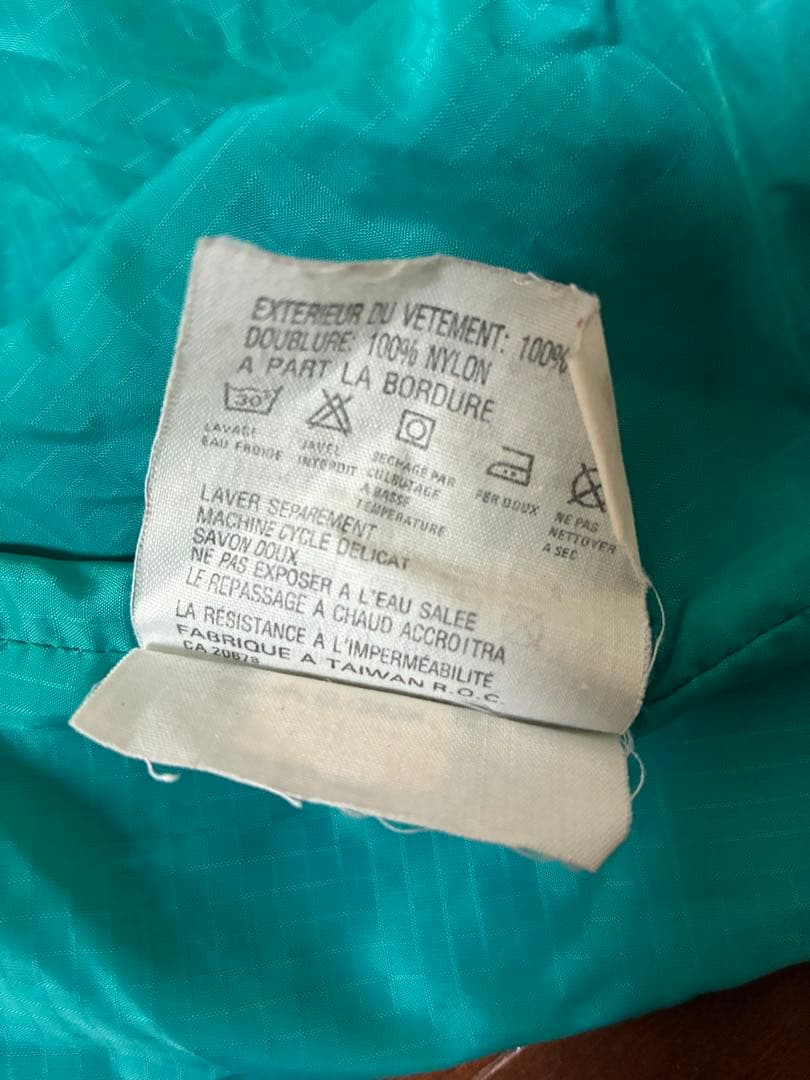 EXTERIEUR DU VETEMENT: 100%
DOUBLURE: 100% NYLON
A PART LA BORDURE
30°
LAVAGE
EAU FROIDE
JAVEL
INTERDIT
SECHAGE PAR
CULBUTAGE
A BASSE
TEMPERATURE
FER DOUX
NE PAS
NETTOYER
A SEC
LAVER SEPAREMENT
MACHINE CYCLE DELICAT
SAVON DOUX
NE PAS EXPOSER A L'EAU SALEE
LE REPASSAGE A CHAUD ACCROITRA
LA RESISTANCE A L'IMPERMÉABILITÉ
FABRIQUE A TAIWAN R.O.C.
CA 20678